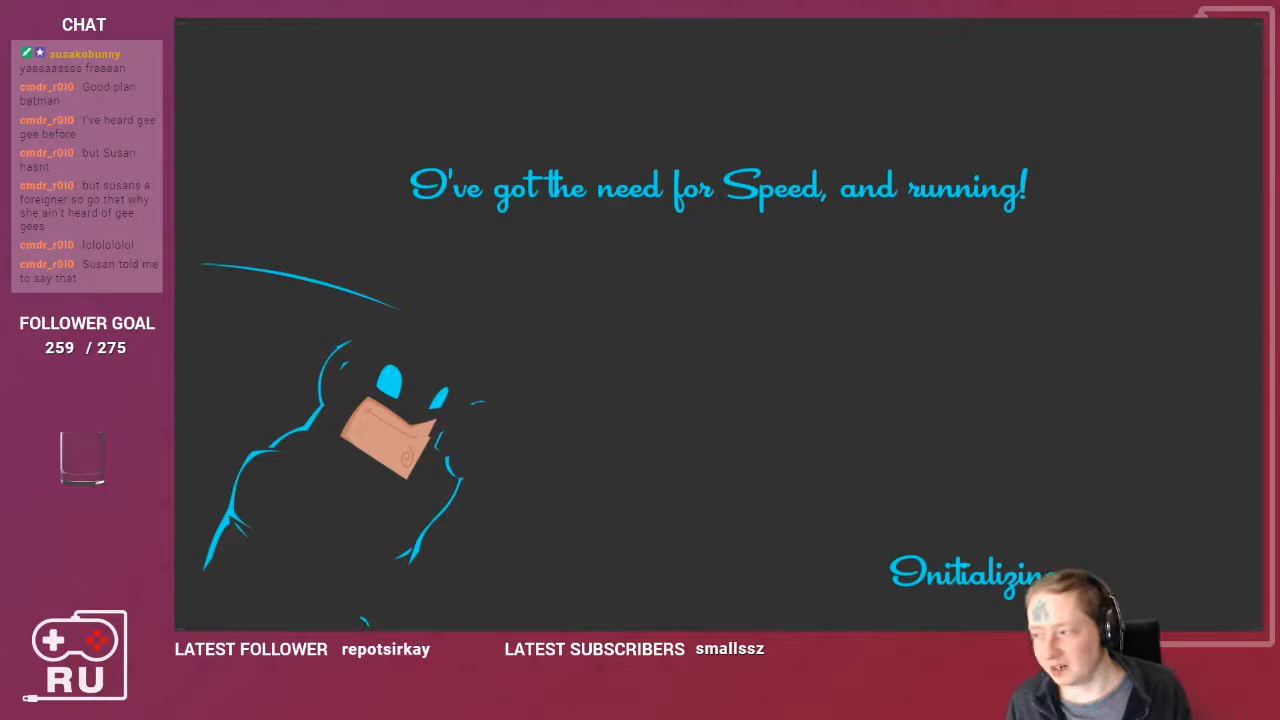 CHAT
susakobunny
yaaaaassss fraaaan
cmdr_r0l0 Good plan
batman
cmdr_r0l0 I've heard gee
gee before
cmdr_r0l0 but Susan
hasnt
cmdr_r0l0 but susans a
foreigner so go that why
she ain't heard of gee
gees
cmdr_r0l0 lolololololol
cmdr_r0l0 Susan told me
to say that
FOLLOWER GOAL
259 / 275
I've got the need for Speed, and running!
Initializing
RU
LATEST FOLLOWER repotsirkay
LATEST SUBSCRIBERS smallssz